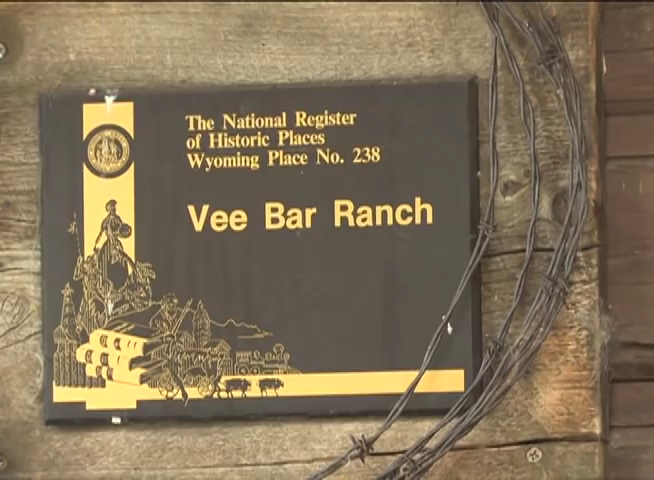 The National Register
of Historic Places
Wyoming Place No. 238
Vee Bar Ranch